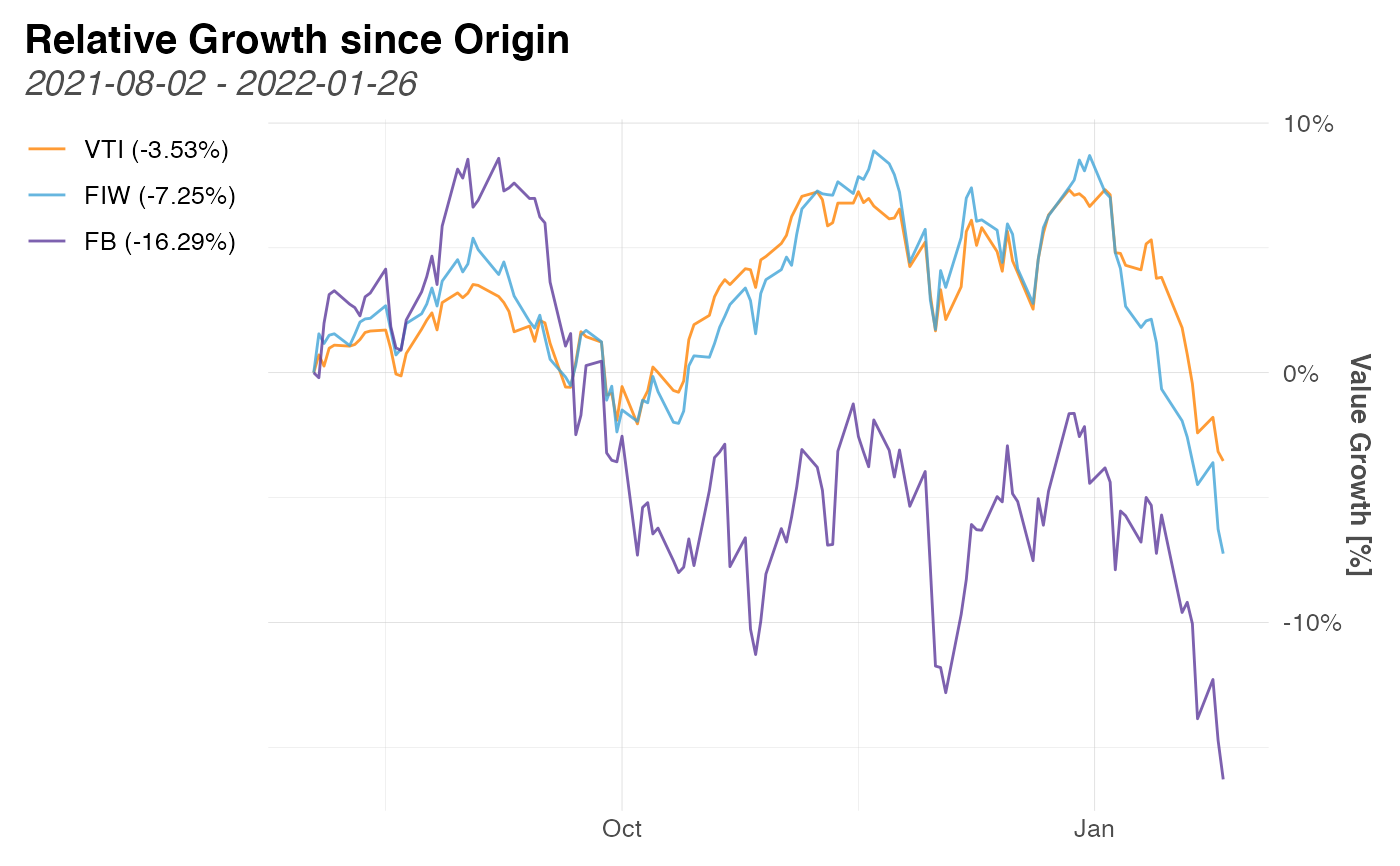 Relative Growth since Origin
2021-08-02 - 2022-01-26
VTI (-3.53%)
FIW (-7.25%)
FB (-16.29%)
10%
0%
-10%
Value Growth [%]
Oct
Jan